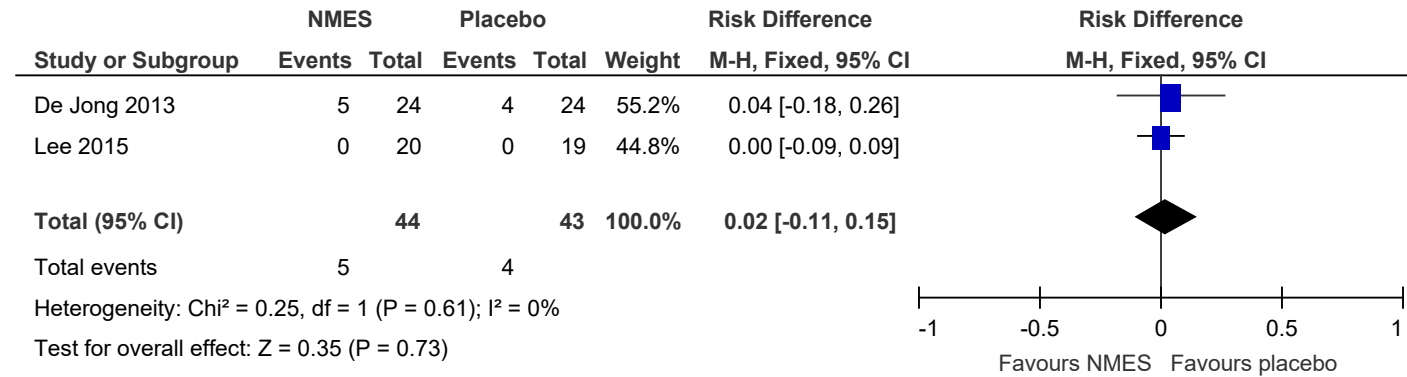 NMES Placebo Risk Difference Risk Difference
Study or Subgroup Events Total Events Total Weight M-H, Fixed, 95% CI M-H, Fixed, 95% CI
De Jong 2013 5 24 4 24 55.2% 0.04 [-0.18, 0.26]
Lee 2015 0 20 0 19 44.8% 0.00 [-0.09, 0.09]
Total (95% CI) 44 43 100.0% 0.02 [-0.11, 0.15]
Total events 5 4
Heterogeneity: Chi² = 0.25, df = 1 (P = 0.61); I² = 0%
Test for overall effect: Z = 0.35 (P = 0.73)
-1 -0.5 0 0.5 1
Favours NMES Favours placebo